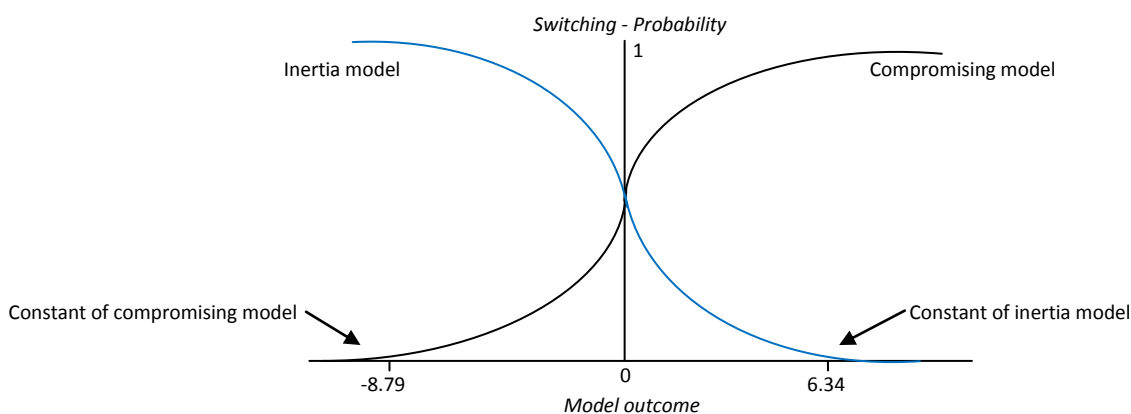 Switching - Probability
1
Inertia model
Compromising model
Constant of compromising model
Constant of inertia model
-8.79
0
6.34
Model outcome